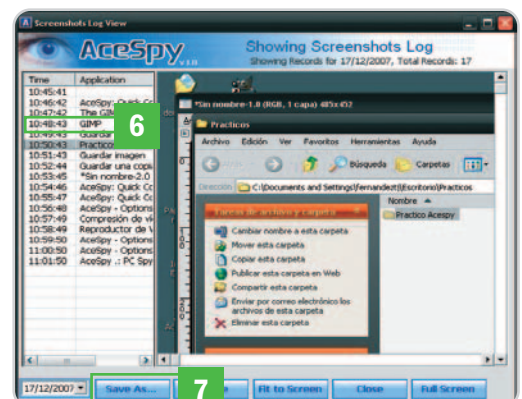 Screenshots Log View
AceSpy v 1.0
Showing Screenshots Log
Showing Records for 17/12/2007, Total Records: 17
Time Application
10:45:41
10:46:42 AceSpy: Quick Co
10:47:42 The GI
10:48:43 GIMP
6
10:49:45 Guardar
10:50:43 Practico
10:51:43 Guardar imagen
10:52:44 Guardar una copia
10:53:45 *Sin nombre-2.0
10:54:46 AceSpy: Quick Co
10:55:47 AceSpy: Quick Co
10:56:48 AceSpy - Options
10:57:49 Compresión de vi
10:58:49 Reproductor de V
10:59:50 AceSpy - Options
11:00:50 AceSpy - Options
11:01:50 AceSpy .: PC Spy
*Sin nombre-1.0 (RGB, 1 capa) 485x452
Practicos
Archivo Edición Ver Favoritos Herramientas Ayuda
Búsqueda Carpetas
Dirección C:\Documents and Settings\fernandezt\Escritorio\Practicos
Tareas de archivo y carpeta
Cambiar nombre a esta carpeta
Mover esta carpeta
Copiar esta carpeta
Publicar esta carpeta en Web
Compartir esta carpeta
Enviar por correo electrónico los
archivos de esta carpeta
Eliminar esta carpeta
Nombre
Practico Acespy
17/12/2007 Save As... 7 Fit to Screen Close Full Screen